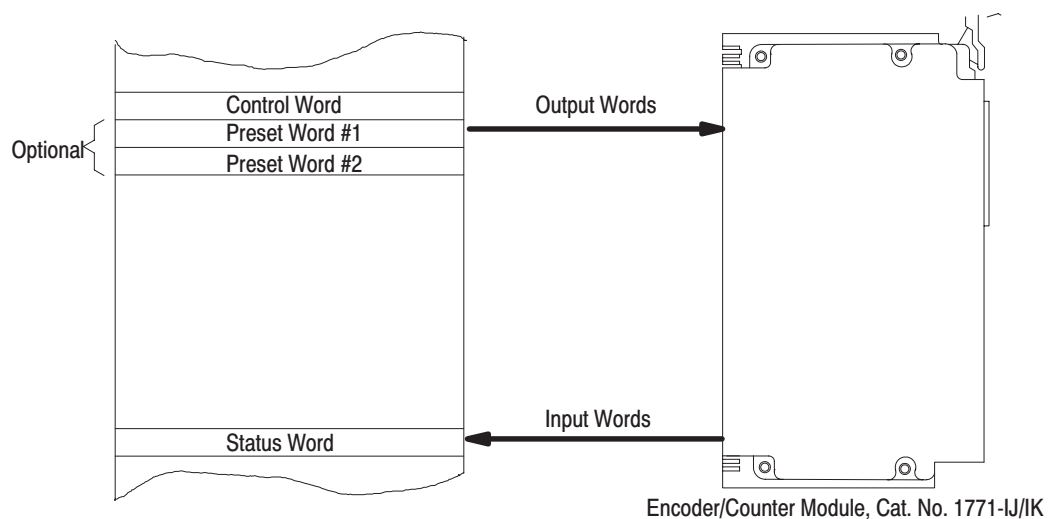 Control Word
Output Words
Preset Word #1
Optional
Preset Word #2
Input Words
Status Word
Encoder/Counter Module, Cat. No. 1771-IJ/IK